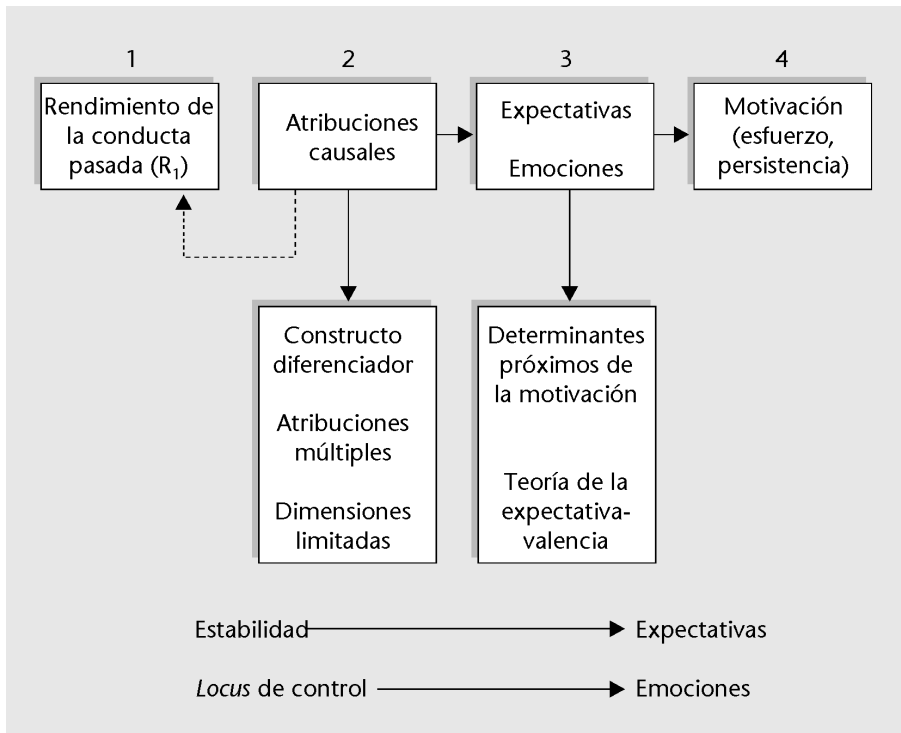 1
2
3
4
Rendimiento de
la conducta
pasada (R₁)
Atribuciones
causales
Expectativas
Emociones
Motivación
(esfuerzo,
persistencia)
Constructo
diferenciador
Atribuciones
múltiples
Dimensiones
limitadas
Determinantes
próximos de
la motivación
Teoría de la
expectativa-
valencia
Estabilidad
Expectativas
Locus de control
Emociones